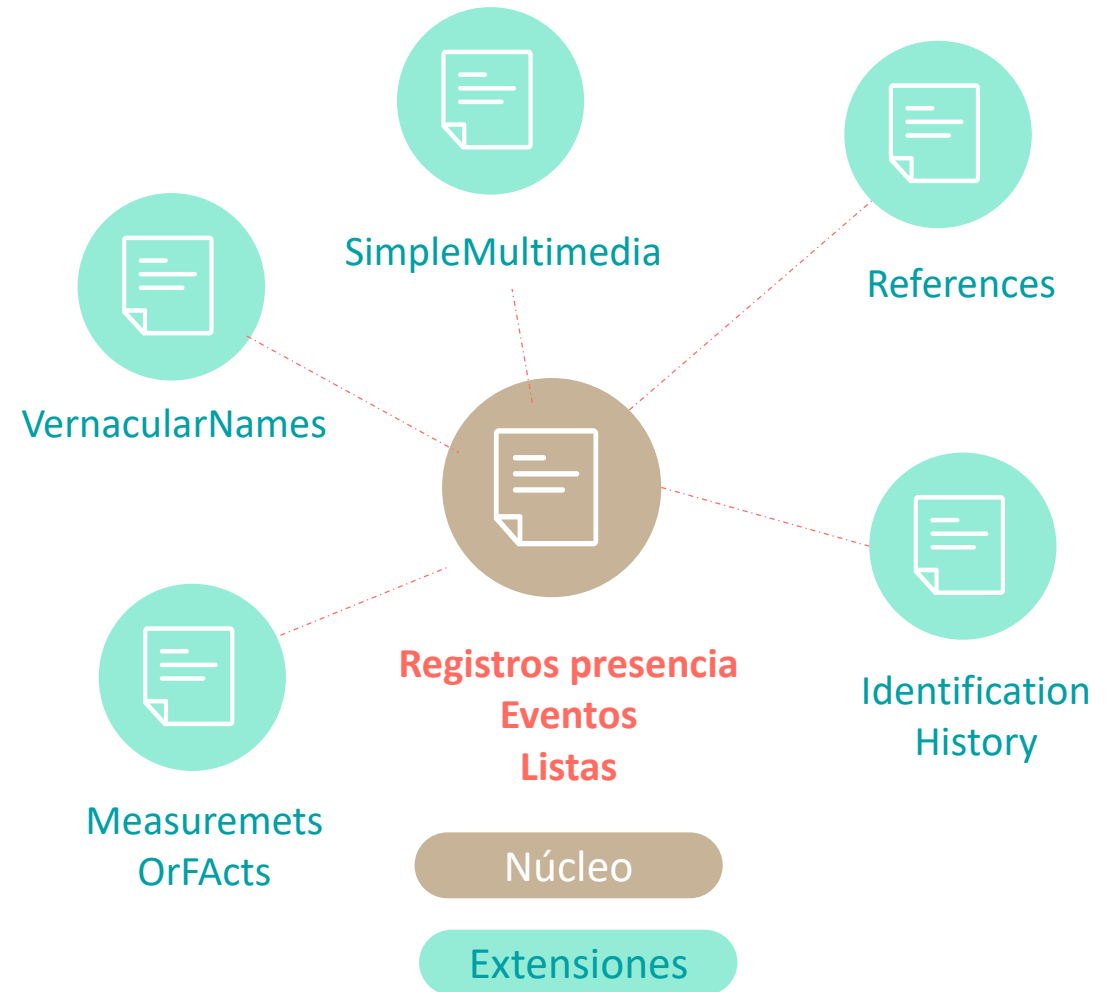 SimpleMultimedia
References
VernacularNames
Registros presencia
Eventos
Listas
Identification
History
Measuremets
OrFActs
Núcleo
Extensiones